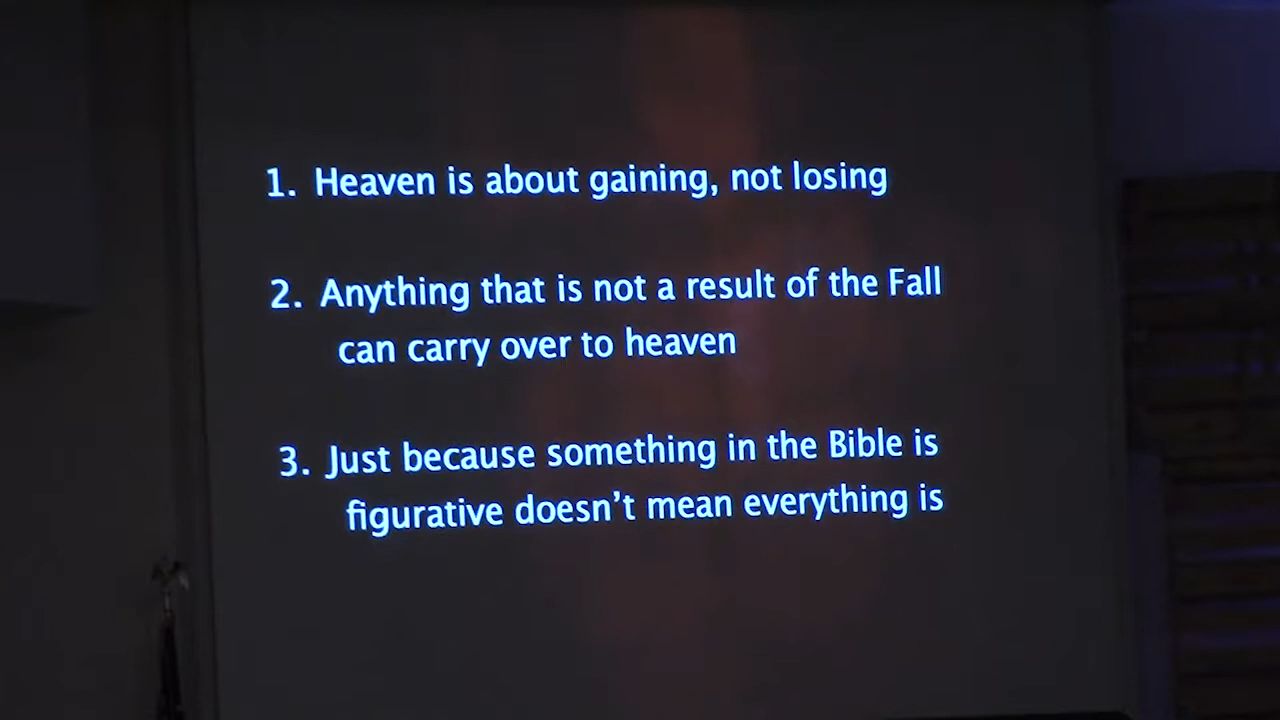 1. Heaven is about gaining, not losing
2. Anything that is not a result of the Fall
can carry over to heaven
3. Just because something in the Bible is
figurative doesn’t mean everything is